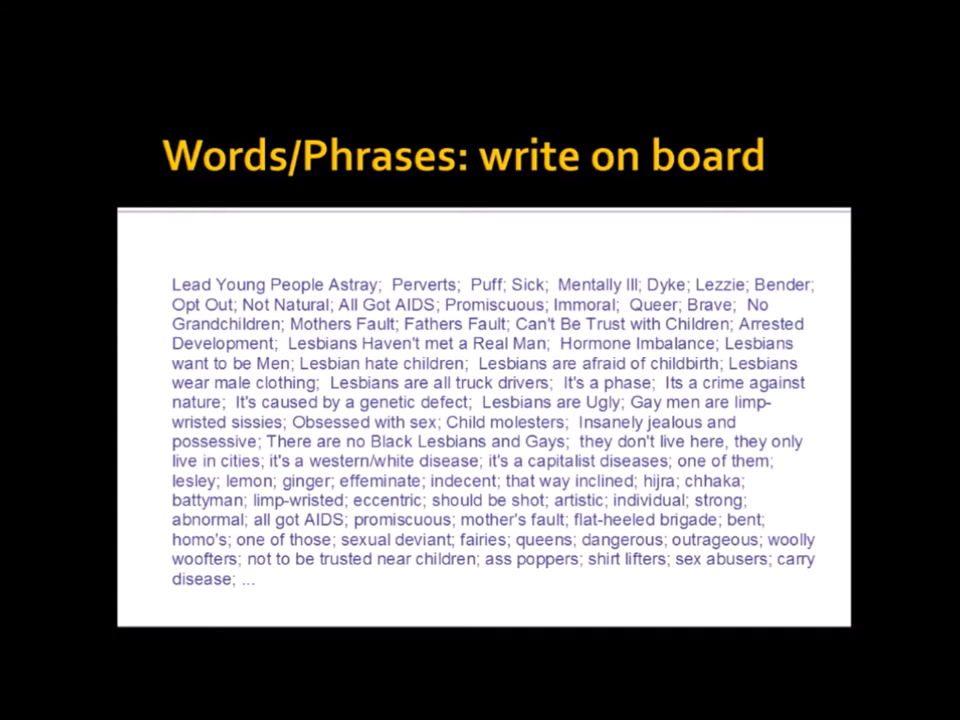 Words/Phrases: write on board
Lead Young People Astray;  Perverts;  Puff; Sick;  Mentally Ill; Dyke; Lezzie; Bender;
Opt Out; Not Natural; All Got AIDS; Promiscuous; Immoral;  Queer; Brave;  No
Grandchildren; Mothers Fault; Fathers Fault; Can't Be Trust with Children; Arrested
Development;  Lesbians Haven't met a Real Man;  Hormone Imbalance; Lesbians
want to be Men; Lesbian hate children;  Lesbians are afraid of childbirth; Lesbians
wear male clothing;  Lesbians are all truck drivers;  It's a phase;  Its a crime against
nature;  It's caused by a genetic defect;  Lesbians are Ugly; Gay men are limp-
wristed sissies; Obsessed with sex; Child molesters;  Insanely jealous and
possessive; There are no Black Lesbians and Gays;  they don't live here, they only
live in cities; it's a western/white disease; it's a capitalist diseases; one of them;
lesley; lemon; ginger; effeminate; indecent; that way inclined; hijra; chhaka;
battyman; limp-wristed; eccentric; should be shot; artistic; individual; strong;
abnormal; all got AIDS; promiscuous; mother's fault; flat-heeled brigade; bent;
homo's; one of those; sexual deviant; fairies; queens; dangerous; outrageous; woolly
woofters; not to be trusted near children; ass poppers; shirt lifters; sex abusers; carry
disease; ...